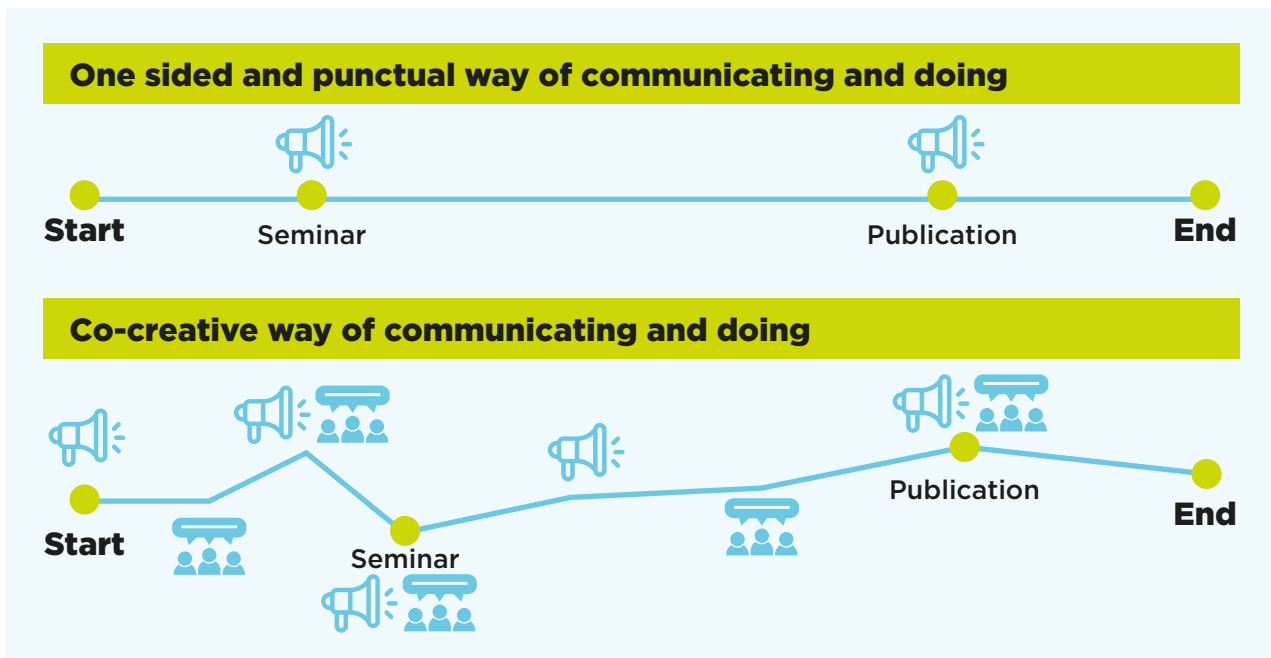 One sided and punctual way of communicating and doing
Start
Seminar
Publication
End
Co-creative way of communicating and doing
Start
Seminar
Publication
End